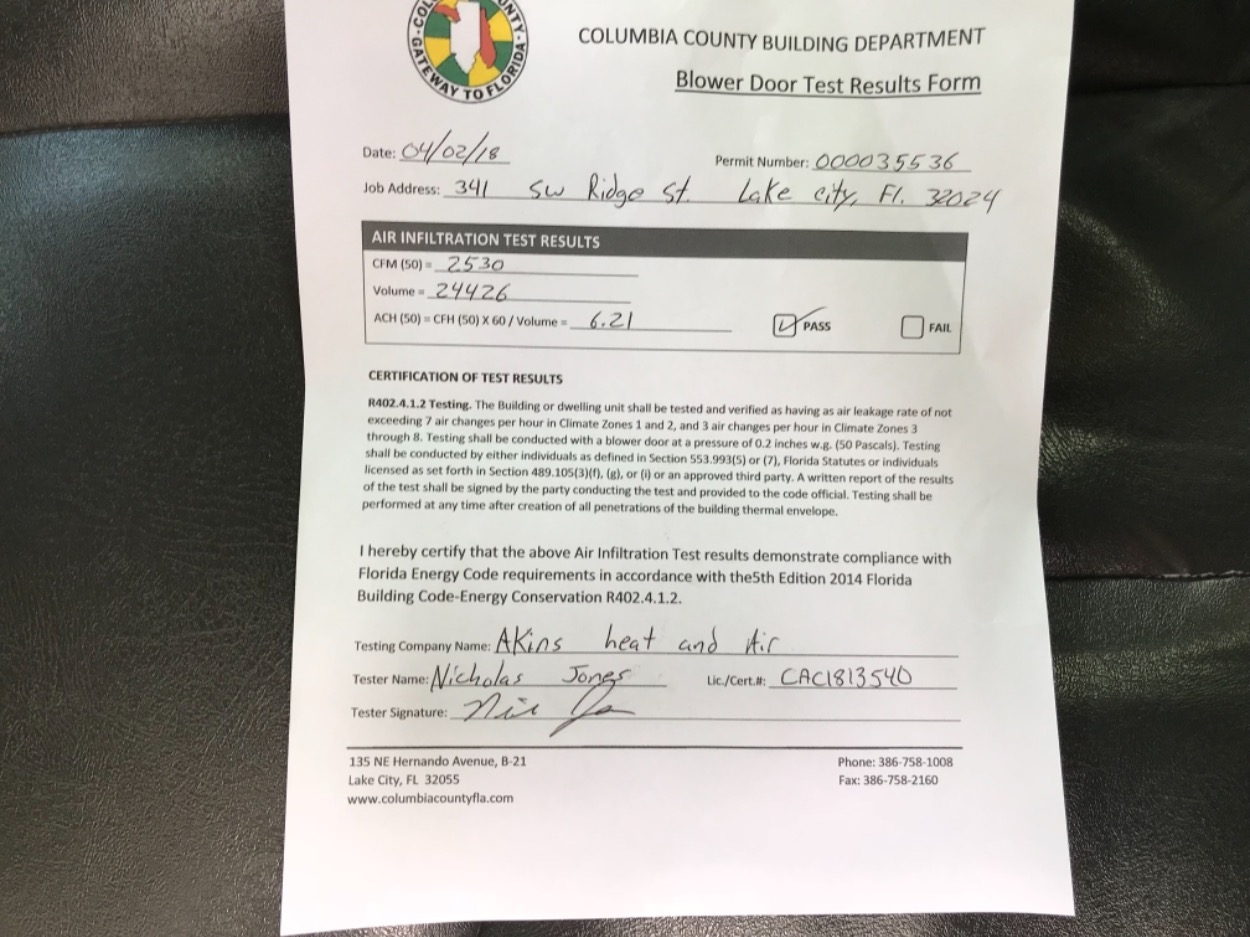 COL UNTY
GATEWAY TO FLORIDA
COLUMBIA COUNTY BUILDING DEPARTMENT
Blower Door Test Results Form
Date: 04/02/18 Permit Number: 000035536
Job Address: 341 SW Ridge St. Lake city, Fl. 32024
AIR INFILTRATION TEST RESULTS
CFM (50) = 2530
Volume = 24426
ACH (50) = CFH (50) X 60 / Volume = 6.21 PASS FAIL
CERTIFICATION OF TEST RESULTS
R402.4.1.2 Testing. The Building or dwelling unit shall be tested and verified as having as air leakage rate of not
exceeding 7 air changes per hour in Climate Zones 1 and 2, and 3 air changes per hour in Climate Zones 3
through 8. Testing shall be conducted with a blower door at a pressure of 0.2 inches w.g. (50 Pascals). Testing
shall be conducted by either individuals as defined in Section 553.993(5) or (7), Florida Statutes or individuals
licensed as set forth in Section 489.105(3)(f), (g), or (i) or an approved third party. A written report of the results
of the test shall be signed by the party conducting the test and provided to the code official. Testing shall be
performed at any time after creation of all penetrations of the building thermal envelope.
I hereby certify that the above Air Infiltration Test results demonstrate compliance with
Florida Energy Code requirements in accordance with the5th Edition 2014 Florida
Building Code-Energy Conservation R402.4.1.2.
Testing Company Name: Akins heat and Air
Tester Name: Nicholas Jones Lic./Cert.#: CAC1813540
Tester Signature:
135 NE Hernando Avenue, B-21 Phone: 386-758-1008
Lake City, FL 32055 Fax: 386-758-2160
www.columbiacountyfla.com